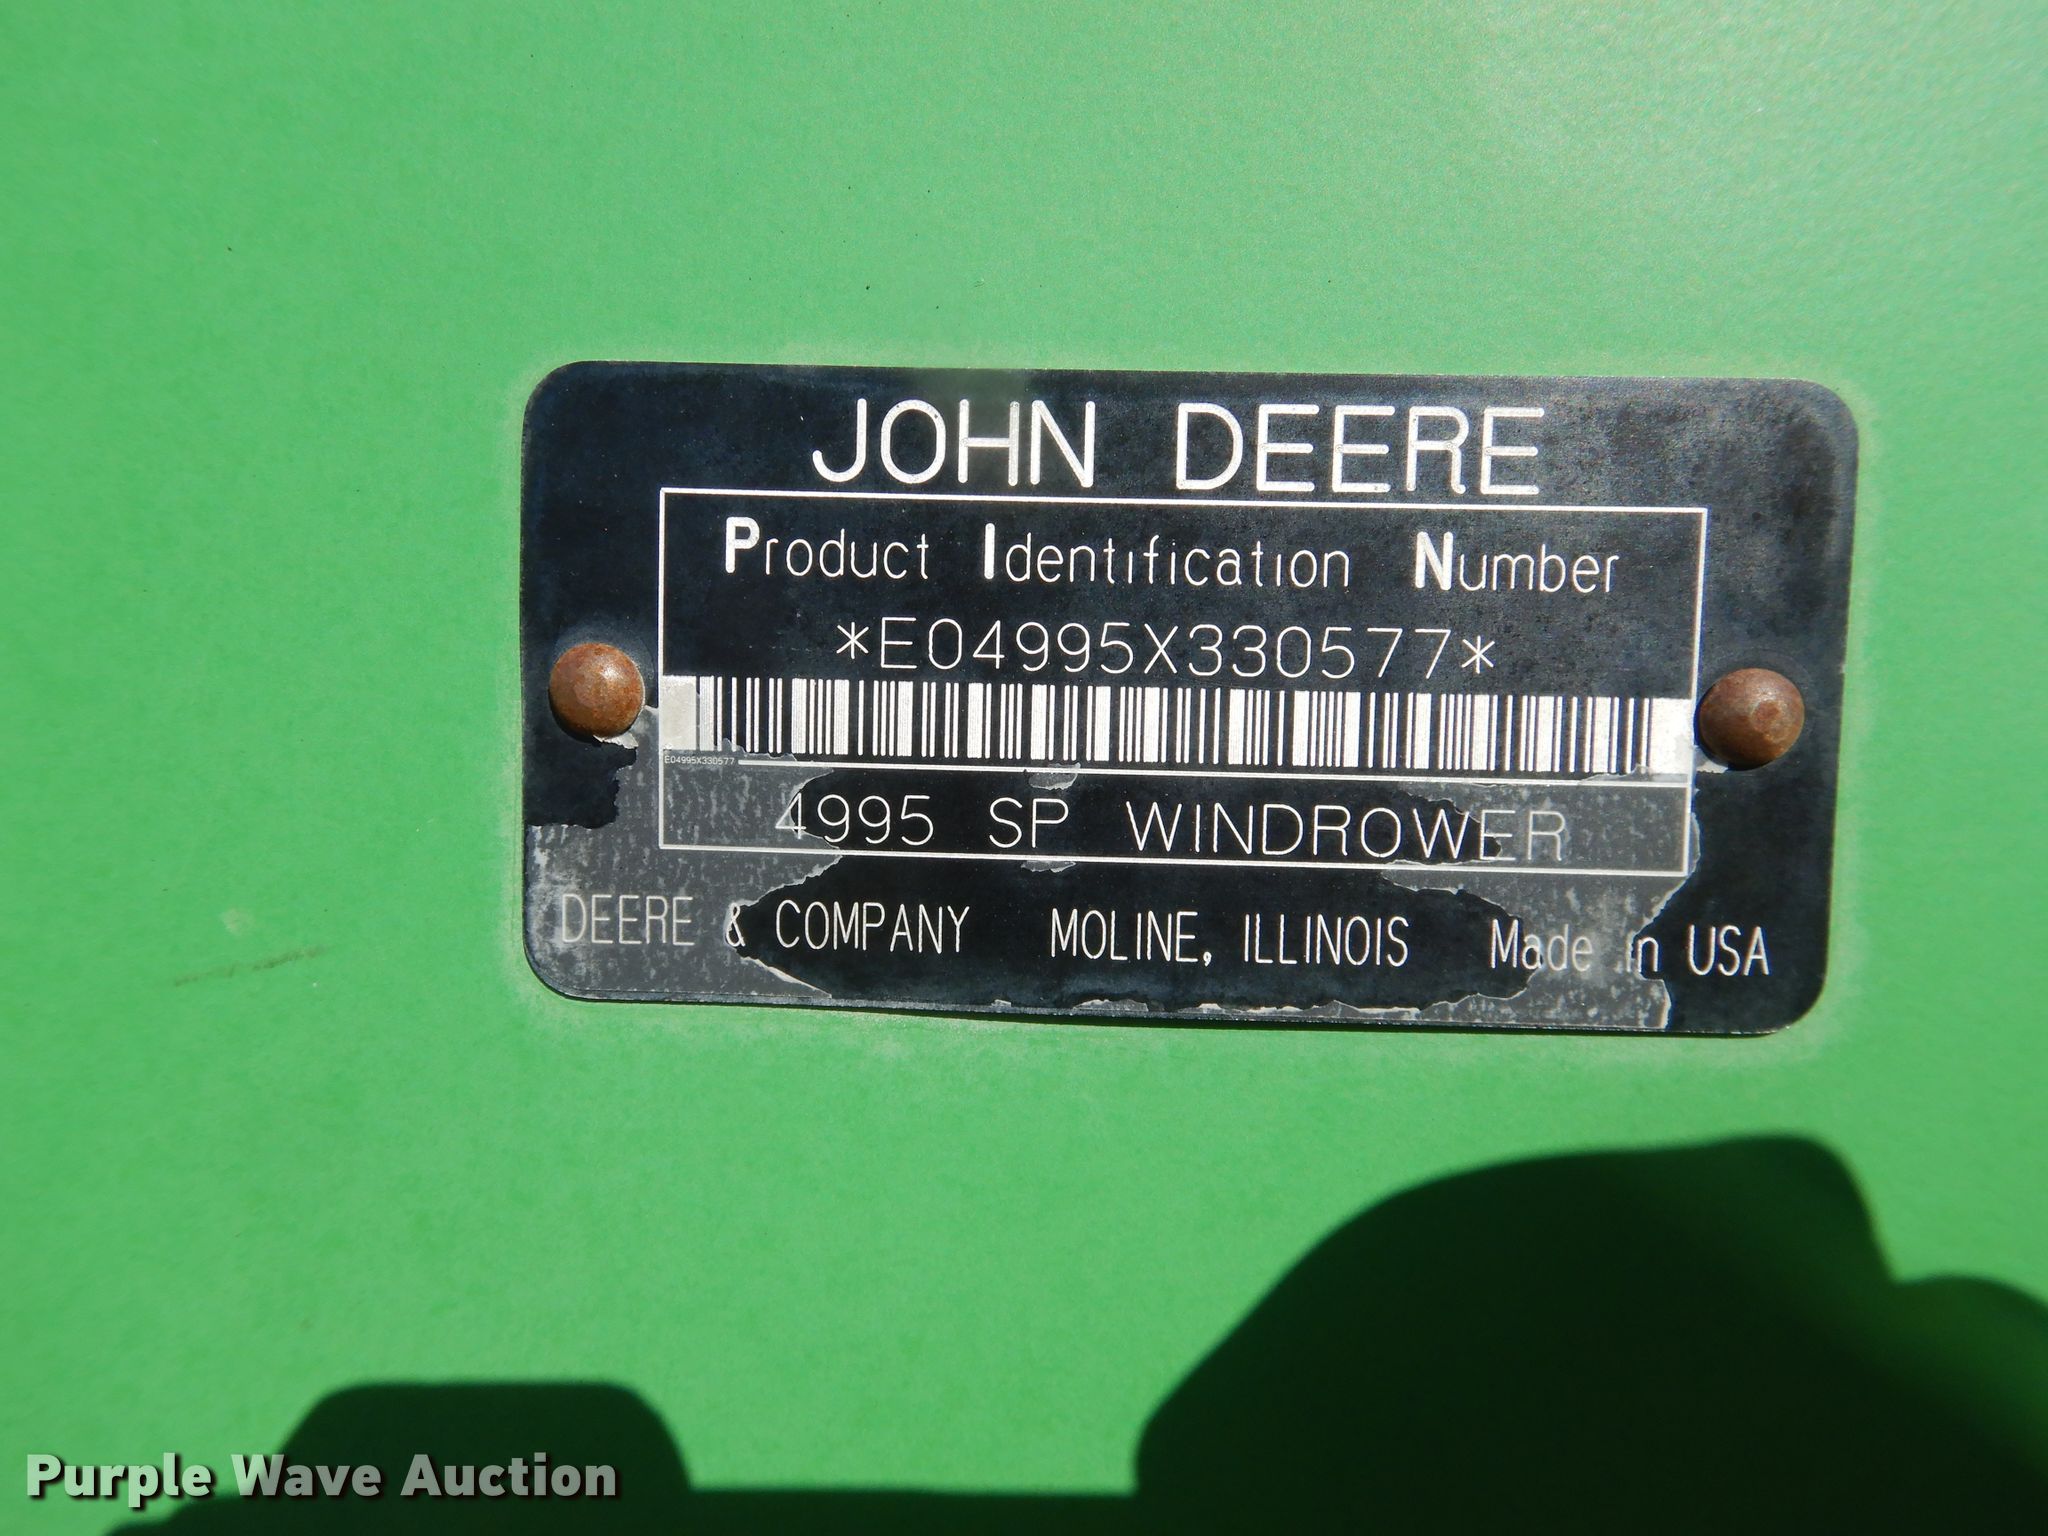 JOHN DEERE
Product Identification Number
*E04995X330577*
E04995X330577
4995 SP WINDROWER
DEERE & COMPANY MOLINE, ILLINOIS Made in USA
Purple Wave Auction